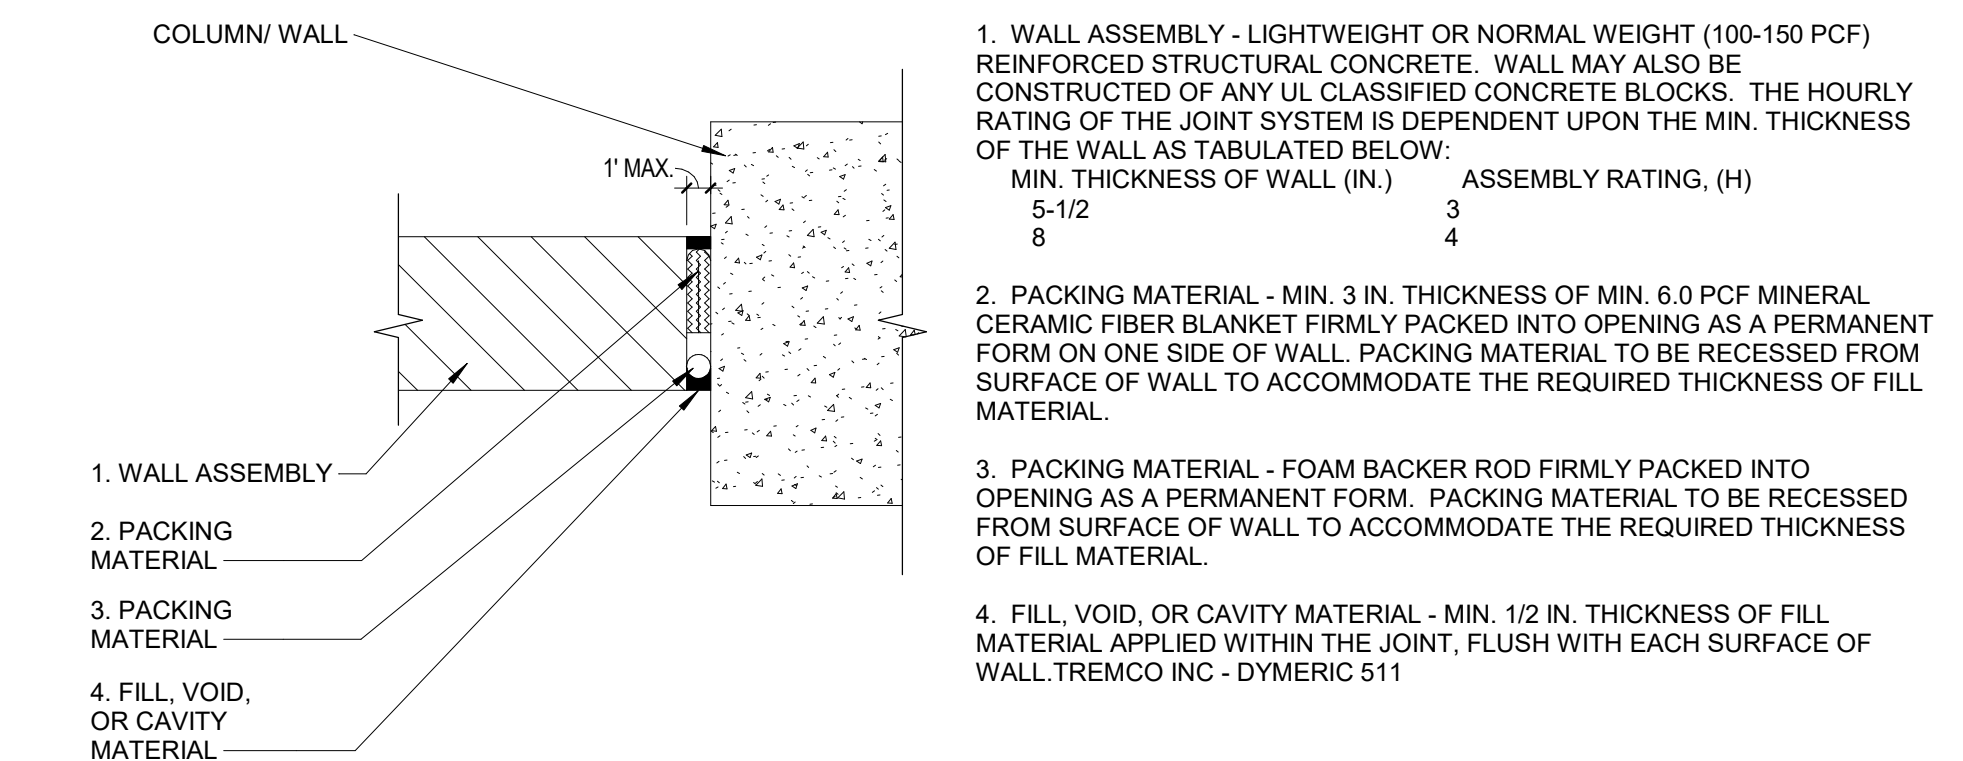 COLUMN/ WALL
1' MAX.
1. WALL ASSEMBLY
2. PACKING
MATERIAL
3. PACKING
MATERIAL
4. FILL, VOID,
OR CAVITY
MATERIAL
1. WALL ASSEMBLY - LIGHTWEIGHT OR NORMAL WEIGHT (100-150 PCF)
REINFORCED STRUCTURAL CONCRETE. WALL MAY ALSO BE
CONSTRUCTED OF ANY UL CLASSIFIED CONCRETE BLOCKS. THE HOURLY
RATING OF THE JOINT SYSTEM IS DEPENDENT UPON THE MIN. THICKNESS
OF THE WALL AS TABULATED BELOW:
MIN. THICKNESS OF WALL (IN.) ASSEMBLY RATING, (H)
5-1/2 3
8 4
2. PACKING MATERIAL - MIN. 3 IN. THICKNESS OF MIN. 6.0 PCF MINERAL
CERAMIC FIBER BLANKET FIRMLY PACKED INTO OPENING AS A PERMANENT
FORM ON ONE SIDE OF WALL. PACKING MATERIAL TO BE RECESSED FROM
SURFACE OF WALL TO ACCOMMODATE THE REQUIRED THICKNESS OF FILL
MATERIAL.
3. PACKING MATERIAL - FOAM BACKER ROD FIRMLY PACKED INTO
OPENING AS A PERMANENT FORM. PACKING MATERIAL TO BE RECESSED
FROM SURFACE OF WALL TO ACCOMMODATE THE REQUIRED THICKNESS
OF FILL MATERIAL.
4. FILL, VOID, OR CAVITY MATERIAL - MIN. 1/2 IN. THICKNESS OF FILL
MATERIAL APPLIED WITHIN THE JOINT, FLUSH WITH EACH SURFACE OF
WALL.TREMCO INC - DYMERIC 511